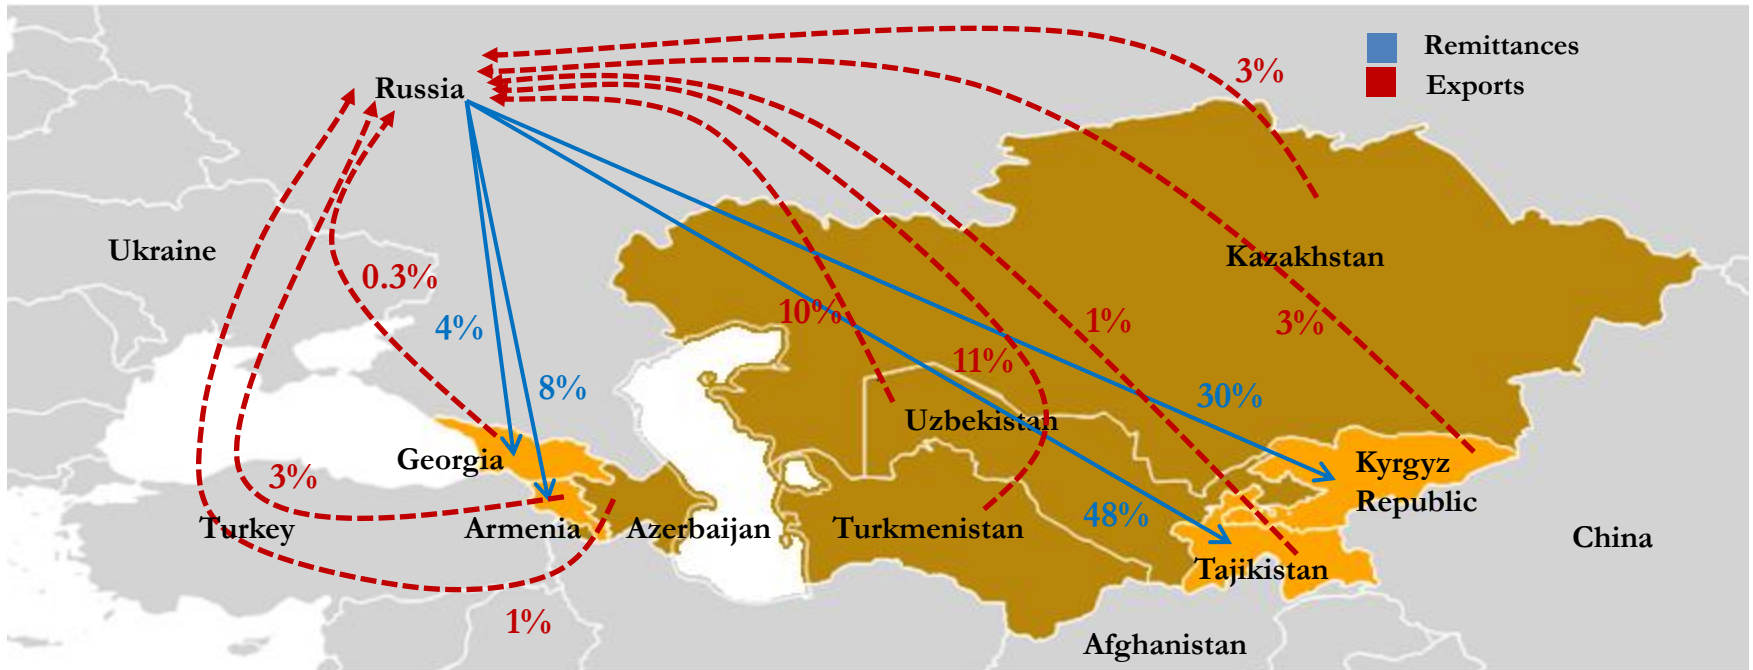 Remittances
3%
Exports
Russia
Ukraine
Kazakhstan
0.3%
10%
1%
3%
4%
11%
8%
30%
Uzbekistan
Georgia
Kyrgyz
Republic
3%
48%
Turkey
Armenia
Azerbaijan
Turkmenistan
China
Tajikistan
1%
Afghanistan